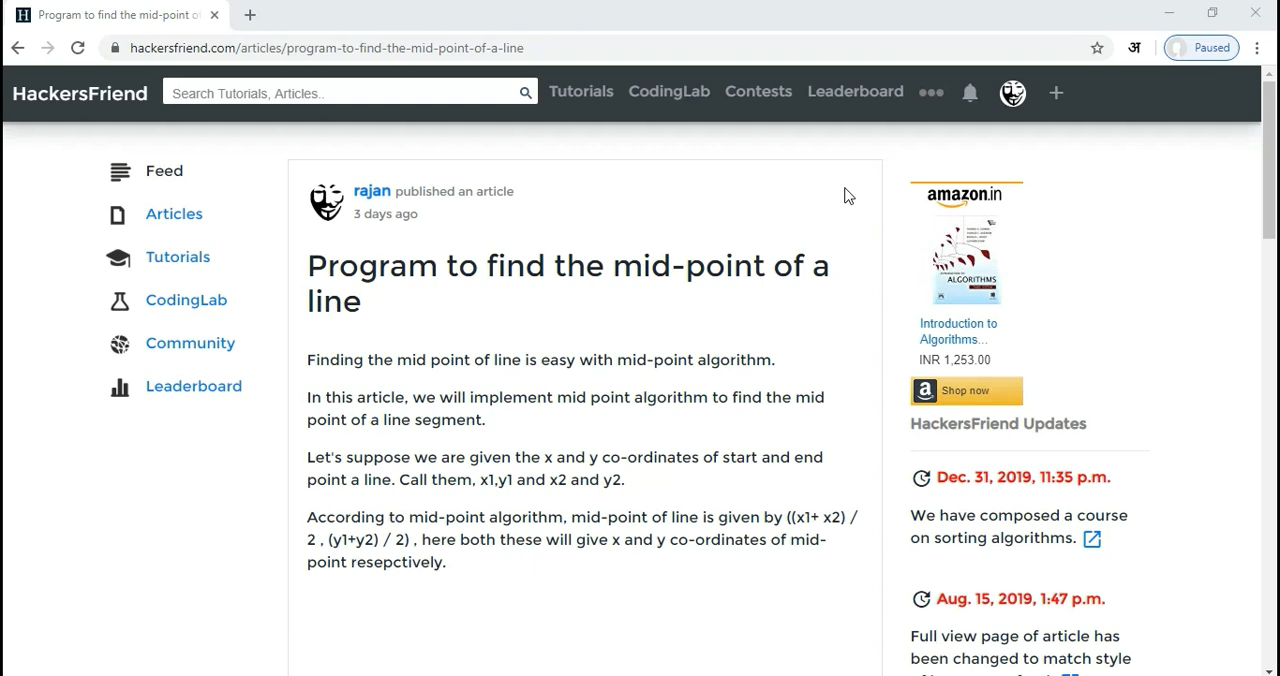 Program to find the mid-point of
hackersfriend.com/articles/program-to-find-the-mid-point-of-a-line
अ
Paused
HackersFriend
Search Tutorials, Articles..
Tutorials CodingLab Contests Leaderboard
Feed
Articles
Tutorials
CodingLab
Community
Leaderboard
rajan published an article
3 days ago
Program to find the mid-point of a
line
Finding the mid point of line is easy with mid-point algorithm.
In this article, we will implement mid point algorithm to find the mid
point of a line segment.
Let's suppose we are given the x and y co-ordinates of start and end
point a line. Call them, x1,y1 and x2 and y2.
According to mid-point algorithm, mid-point of line is given by ((x1+ x2) /
2 , (y1+y2) / 2) , here both these will give x and y co-ordinates of mid-
point resepctively.
amazon.in
ALGORITHMS
Introduction to
Algorithms...
INR 1,253.00
Shop now
HackersFriend Updates
Dec. 31, 2019, 11:35 p.m.
We have composed a course
on sorting algorithms.
Aug. 15, 2019, 1:47 p.m.
Full view page of article has
been changed to match style